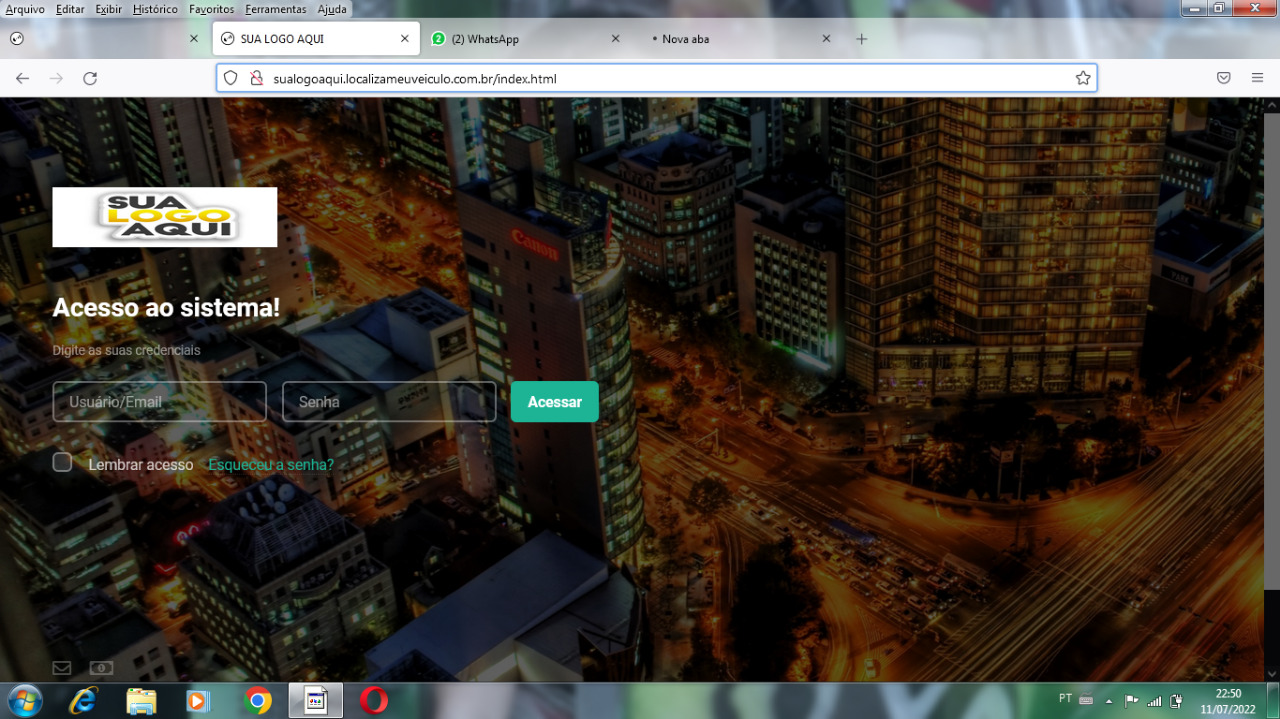 Arquivo Editar Exibir Histórico Favoritos Ferramentas Ajuda
SUA LOGO AQUI
(2) WhatsApp
Nova aba
sualogoaqui.localizameuveiculo.com.br/index.html
SUA
LOGO
AQUI
Canon
Acesso ao sistema!
Digite as suas credenciais
Usuário/Email
Senha
Acessar
Lembrar acesso
Esqueceu a senha?
PT
22:50
11/07/2022